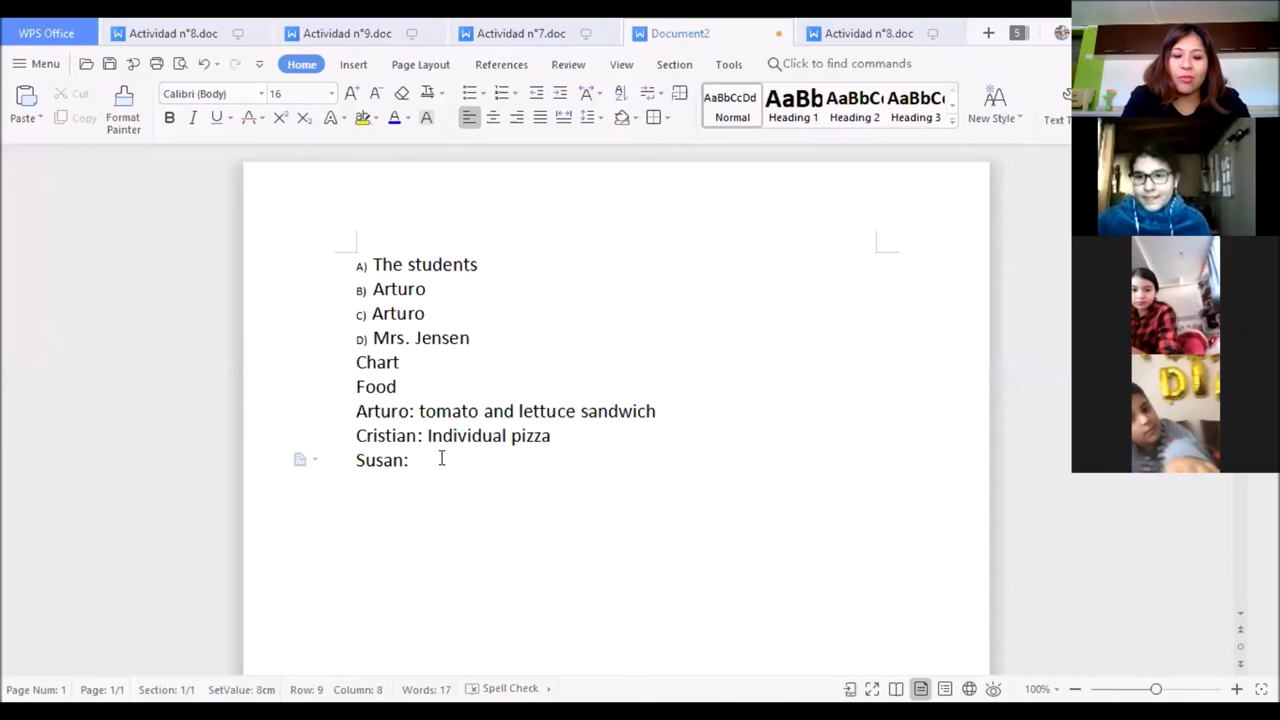 WPS Office Actividad n°8.doc Actividad n°9.doc Actividad n°7.doc Document2 Actividad n°8.doc 5
Menu Home Insert Page Layout References Review View Section Tools Click to find commands
Paste Cut Copy Format Painter Calibri (Body) 16 AaBbCcDd Normal AaBb Heading 1 AaBbC Heading 2 AaBbC Heading 3 New Style Text T
A) The students
B) Arturo
C) Arturo
D) Mrs. Jensen
Chart
Food
Arturo: tomato and lettuce sandwich
Cristian: Individual pizza
Susan:
DI
Page Num: 1 Page: 1/1 Section: 1/1 SetValue: 8cm Row: 9 Column: 8 Words: 17 Spell Check 100%